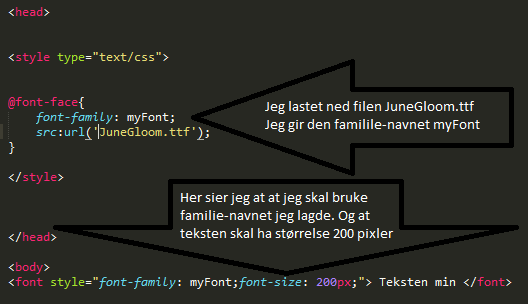 <head>
<style type="text/css">
@font-face{
font-family: myFont;
src:url('JuneGloom.ttf');
}
Jeg lastet ned filen JuneGloom.ttf
Jeg gir den familile-navnet myFont
</style>
Her sier jeg at at jeg skal bruke
familie-navnet jeg lagde. Og at
teksten skal ha størrelse 200 pixler
</head>
<body>
<font style="font-family: myFont;font-size: 200px;"> Teksten min </font>